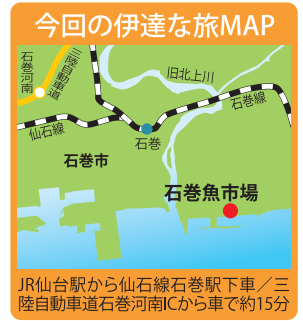 今回の伊達な旅MAP
石巻河南
三陸自動車道
旧北上川
石巻線
仙石線
石巻
石巻市
石巻魚市場
JR仙台駅から仙石線石巻駅下車／三
陸自動車道石巻河南ICから車で約15分